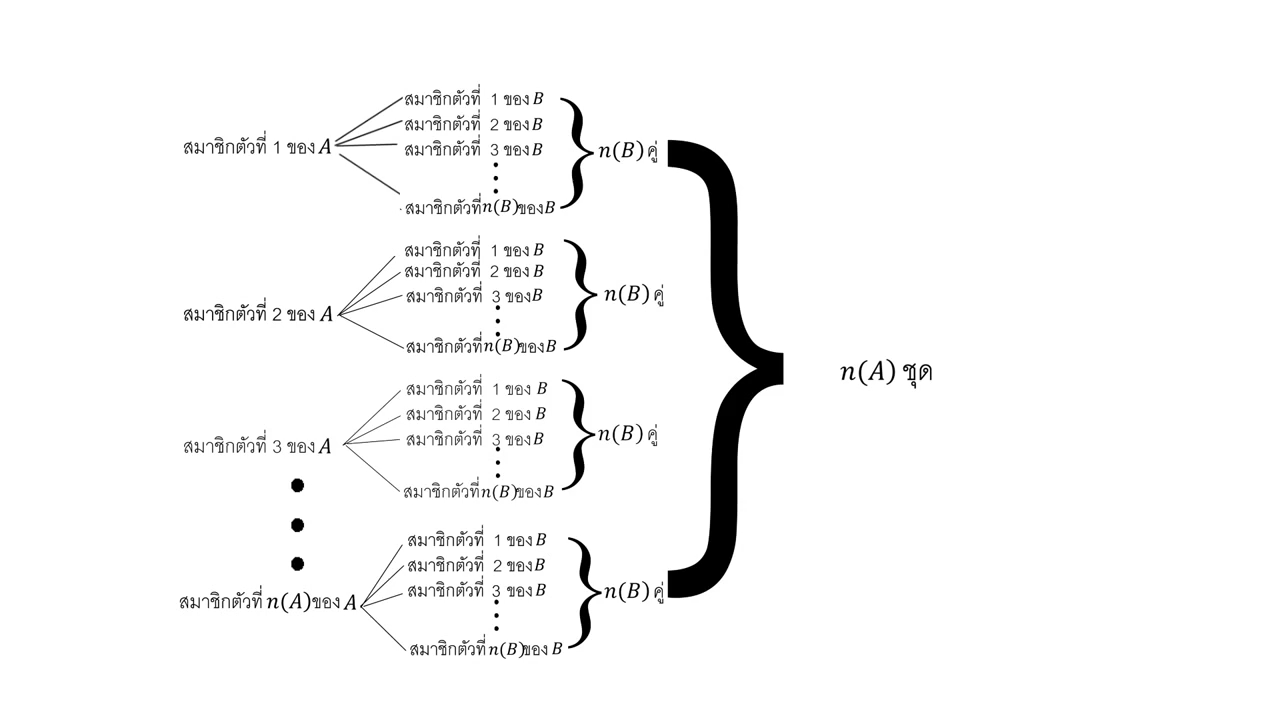 สมาชิกตัวที่ 1 ของ A
สมาชิกตัวที่ 1 ของ B
สมาชิกตัวที่ 2 ของ B
สมาชิกตัวที่ 3 ของ B
สมาชิกตัวที่ n(B) ของ B
n(B) คู่
สมาชิกตัวที่ 2 ของ A
สมาชิกตัวที่ 1 ของ B
สมาชิกตัวที่ 2 ของ B
สมาชิกตัวที่ 3 ของ B
สมาชิกตัวที่ n(B) ของ B
n(B) คู่
สมาชิกตัวที่ 3 ของ A
สมาชิกตัวที่ 1 ของ B
สมาชิกตัวที่ 2 ของ B
สมาชิกตัวที่ 3 ของ B
สมาชิกตัวที่ n(B) ของ B
n(B) คู่
สมาชิกตัวที่ n(A) ของ A
สมาชิกตัวที่ 1 ของ B
สมาชิกตัวที่ 2 ของ B
สมาชิกตัวที่ 3 ของ B
สมาชิกตัวที่ n(B) ของ B
n(B) คู่
n(A) ชุด